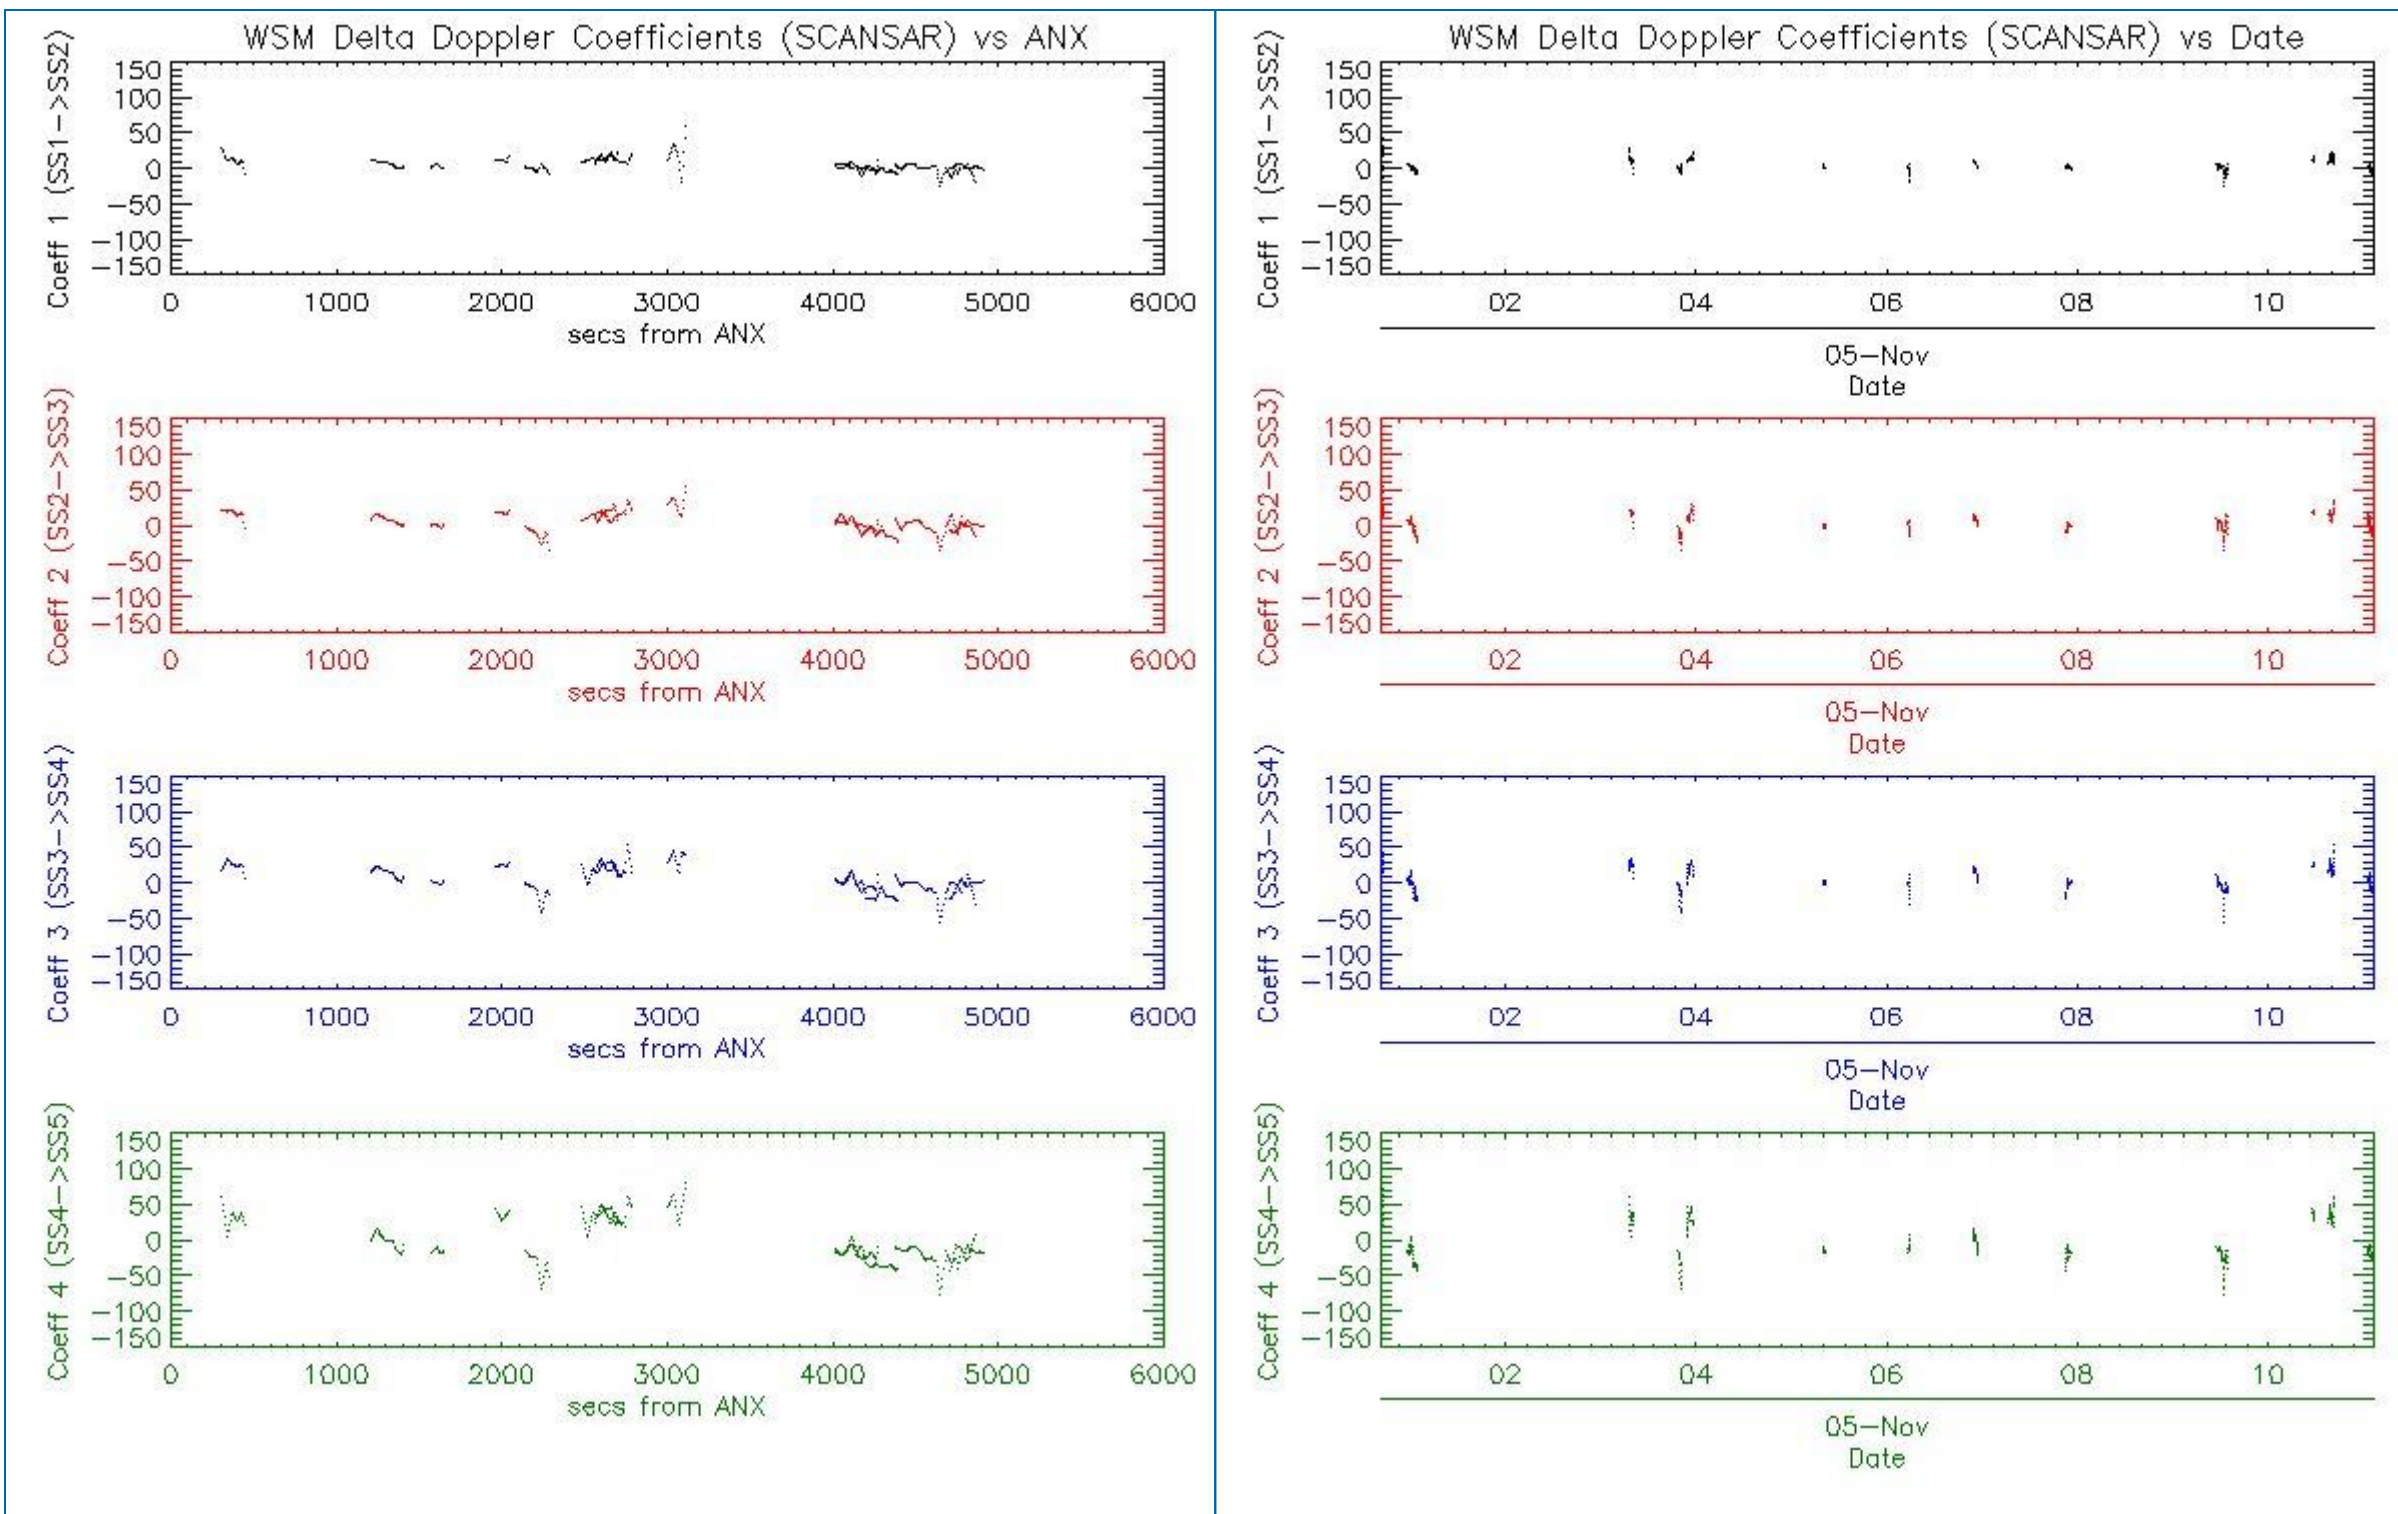 WSM Delta Doppler Coefficients (SCANSAR) vs ANX
Coeff 1 (SS1->SS2)
150
100
50
0
−50
−100
−150
0 1000 2000 3000 4000 5000 6000
secs from ANX
Coeff 2 (SS2->SS3)
150
100
50
0
−50
−100
−150
0 1000 2000 3000 4000 5000 6000
secs from ANX
Coeff 3 (SS3->SS4)
150
100
50
0
−50
−100
−150
0 1000 2000 3000 4000 5000 6000
secs from ANX
Coeff 4 (SS4->SS5)
150
100
50
0
−50
−100
−150
0 1000 2000 3000 4000 5000 6000
secs from ANX
WSM Delta Doppler Coefficients (SCANSAR) vs Date
Coeff 1 (SS1->SS2)
150
100
50
0
−50
−100
−150
02 04 06 08 10
05−Nov
Date
Coeff 2 (SS2->SS3)
150
100
50
0
−50
−100
−150
02 04 06 08 10
05−Nov
Date
Coeff 3 (SS3->SS4)
150
100
50
0
−50
−100
−150
02 04 06 08 10
05−Nov
Date
Coeff 4 (SS4->SS5)
150
100
50
0
−50
−100
−150
02 04 06 08 10
05−Nov
Date